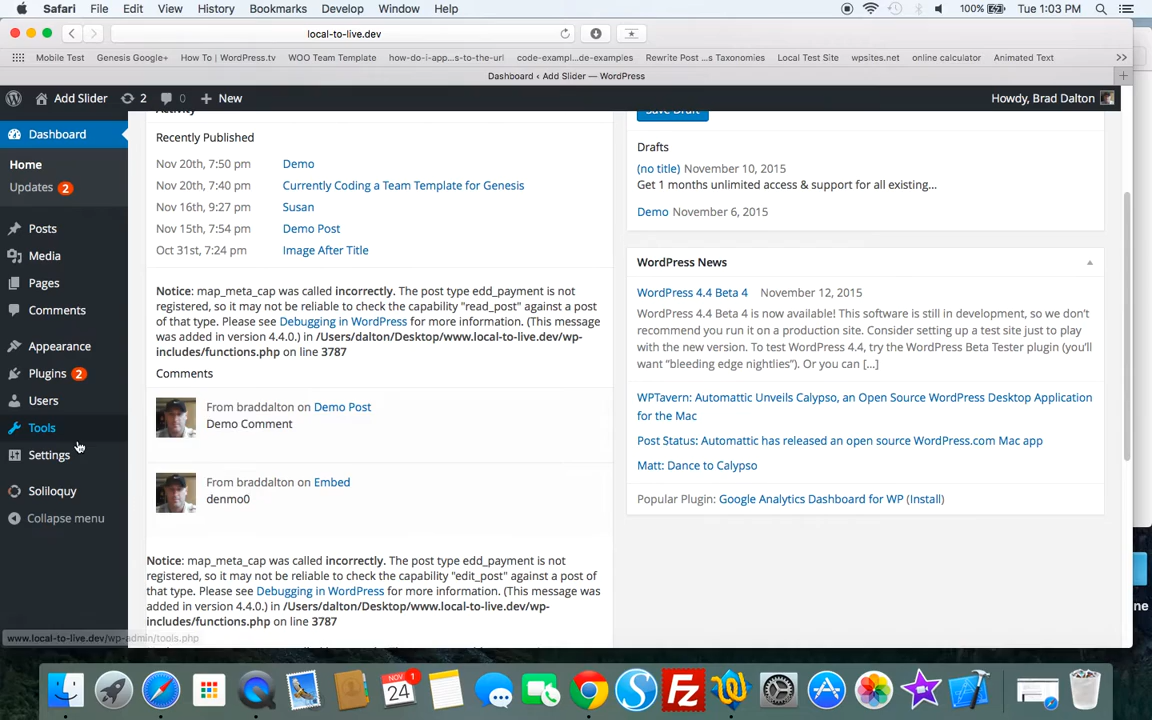 Safari File Edit View History Bookmarks Develop Window Help 100% Tue 1:03 PM
local-to-live.dev
Mobile Test Genesis Google+ How To | WordPress.tv WOO Team Template how-do-i-app...s-to-the-url code-exampl...de-examples Rewrite Post ...s Taxonomies Local Test Site wpsites.net online calculator Animated Text
Dashboard ‹ Add Slider — WordPress
Add Slider 2 0 New Howdy, Brad Dalton
Dashboard
Home
Updates 2
Posts
Media
Pages
Comments
Appearance
Plugins 2
Users
Tools
Settings
Soliloquy
Collapse menu
Activity
Recently Published
Nov 20th, 7:50 pm Demo
Nov 20th, 7:40 pm Currently Coding a Team Template for Genesis
Nov 16th, 9:27 pm Susan
Nov 15th, 7:54 pm Demo Post
Oct 31st, 7:24 pm Image After Title
Notice: map_meta_cap was called incorrectly. The post type edd_payment is not
registered, so it may not be reliable to check the capability "read_post" against a post
of that type. Please see Debugging in WordPress for more information. (This message
was added in version 4.4.0.) in /Users/dalton/Desktop/www.local-to-live.dev/wp-
includes/functions.php on line 3787
Comments
From braddalton on Demo Post
Demo Comment
From braddalton on Embed
denmo0
Notice: map_meta_cap was called incorrectly. The post type edd_payment is not
registered, so it may not be reliable to check the capability "edit_post" against a post
of that type. Please see Debugging in WordPress for more information. (This message
was added in version 4.4.0.) in /Users/dalton/Desktop/www.local-to-live.dev/wp-
includes/functions.php on line 3787
Save Draft
Drafts
(no title) November 10, 2015
Get 1 months unlimited access & support for all existing...
Demo November 6, 2015
WordPress News
WordPress 4.4 Beta 4 November 12, 2015
WordPress 4.4 Beta 4 is now available! This software is still in development, so we don't
recommend you run it on a production site. Consider setting up a test site just to play
with the new version. To test WordPress 4.4, try the WordPress Beta Tester plugin (you'll
want "bleeding edge nightlies"). Or you can [...]
WPTavern: Automattic Unveils Calypso, an Open Source WordPress Desktop Application
for the Mac
Post Status: Automattic has released an open source WordPress.com Mac app
Matt: Dance to Calypso
Popular Plugin: Google Analytics Dashboard for WP (Install)
www.local-to-live.dev/wp-admin/tools.php
NOV
24
1